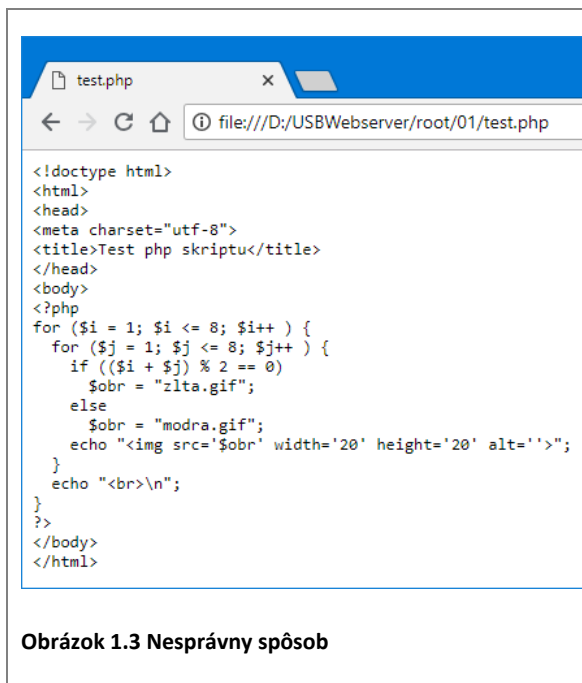 test.php
file:///D:/USBWebserver/root/01/test.php
<!doctype html>
<html>
<head>
<meta charset="utf-8">
<title>Test php skriptu</title>
</head>
<body>
<?php
for ($i = 1; $i <= 8; $i++ ) {
  for ($j = 1; $j <= 8; $j++ ) {
    if (($i + $j) % 2 == 0)
      $obr = "zlta.gif";
    else
      $obr = "modra.gif";
    echo "<img src='$obr' width='20' height='20' alt=''>";
  }
  echo "<br>\n";
}
?>
</body>
</html>
Obrázok 1.3 Nesprávny spôsob